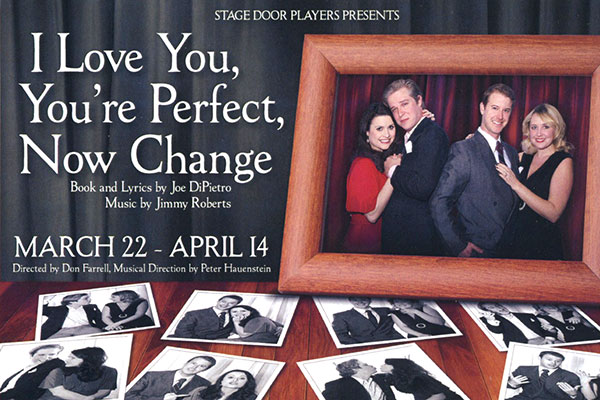 STAGE DOOR PLAYERS PRESENTS
I Love You,
You're Perfect,
Now Change
Book and Lyrics by Joe DiPietro
Music by Jimmy Roberts
MARCH 22 - APRIL 14
Directed by Don Farrell, Musical Direction by Peter Hauenstein